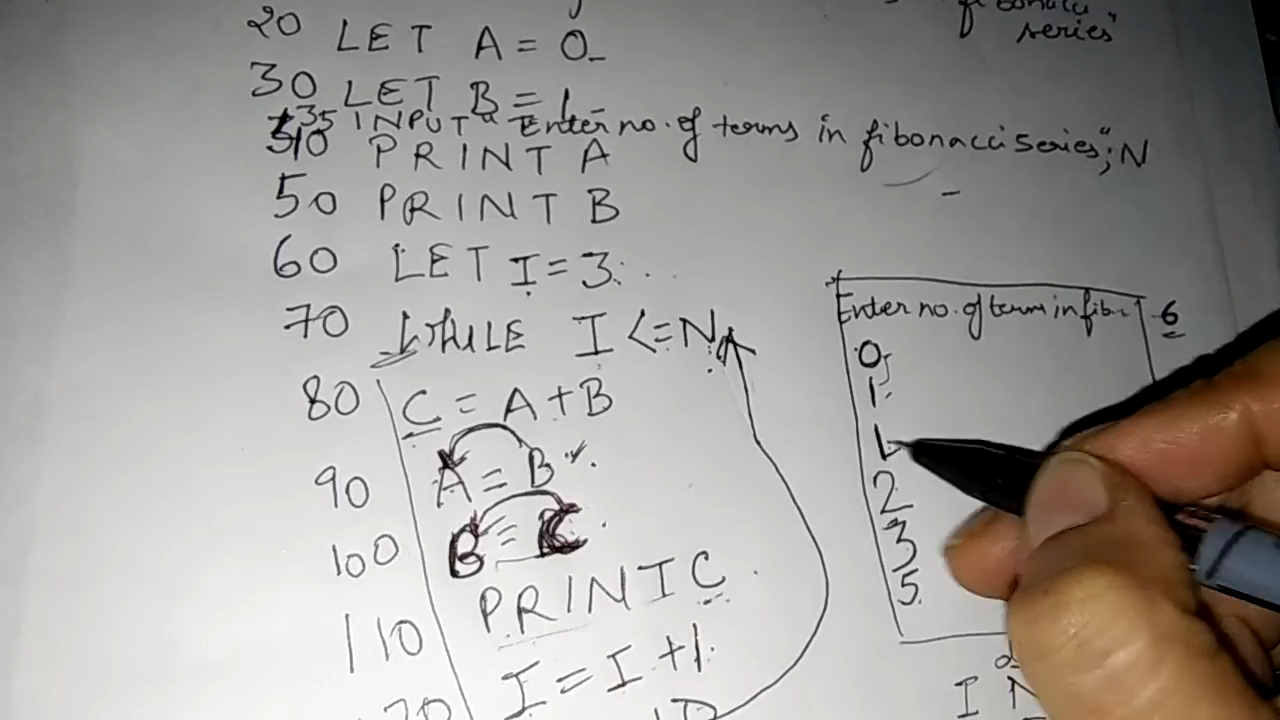 fibonacci
series"
20 LET A = 0
30 LET B = 1
35 INPUT "Enter no. of terms in fibonacci series"; N
40 PRINT A
50 PRINT B
60 LET I = 3
70 WHILE I <= N
80 C = A + B
90 A = B
100 B = C
PRINT C
110 I = I + 1
Enter no. of term in fibr 6
0
1
1
2
3
5